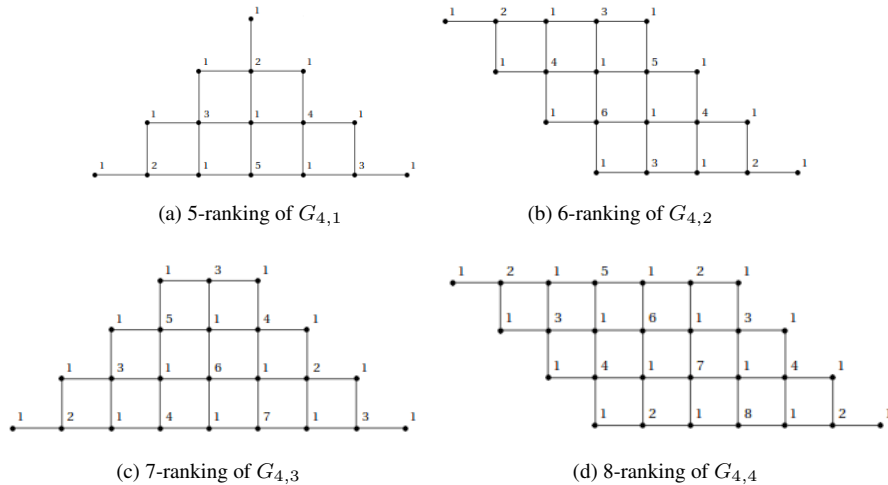 1
1 2 1
1 3 1 4 1
1 2 1 5 1 3 1
(a) 5-ranking of G4,1
1 2 1 3 1
1 4 1 5 1
1 6 1 4 1
1 3 1 2 1
(b) 6-ranking of G4,2
1 3 1
1 5 1 4 1
1 3 1 6 1 2 1
1 2 1 4 1 7 1 3 1
(c) 7-ranking of G4,3
1 2 1 5 1 2 1
1 3 1 6 1 3 1
1 4 1 7 1 4 1
1 2 1 8 1 2 1
(d) 8-ranking of G4,4